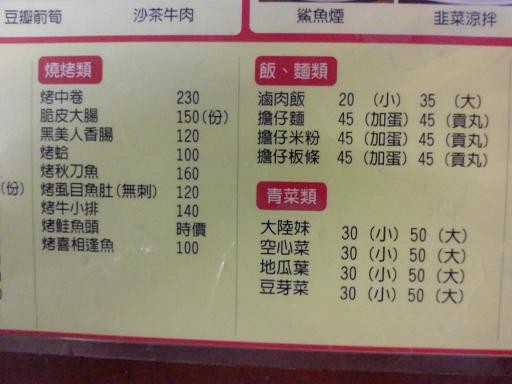 豆瓣前筍
沙茶牛肉
鯊魚煙
韭菜涼拌
燒烤類
烤中卷 230
脆皮大腸 150(份)
黑美人香腸 120
烤蛤 100
烤秋刀魚 160
烤虱目魚肚(無刺) 120
烤牛小排 140
烤鮭魚頭 時價
烤喜相逢魚 100
(份)
飯、麵類
滷肉飯 20 (小) 35 (大)
擔仔麵 45 (加蛋) 45 (貢丸)
擔仔米粉 45 (加蛋) 45 (貢丸)
擔仔板條 45 (加蛋) 45 (貢丸)
青菜類
大陸妹 30 (小) 50 (大)
空心菜 30 (小) 50 (大)
地瓜葉 30 (小) 50 (大)
豆芽菜 30 (小) 50 (大)